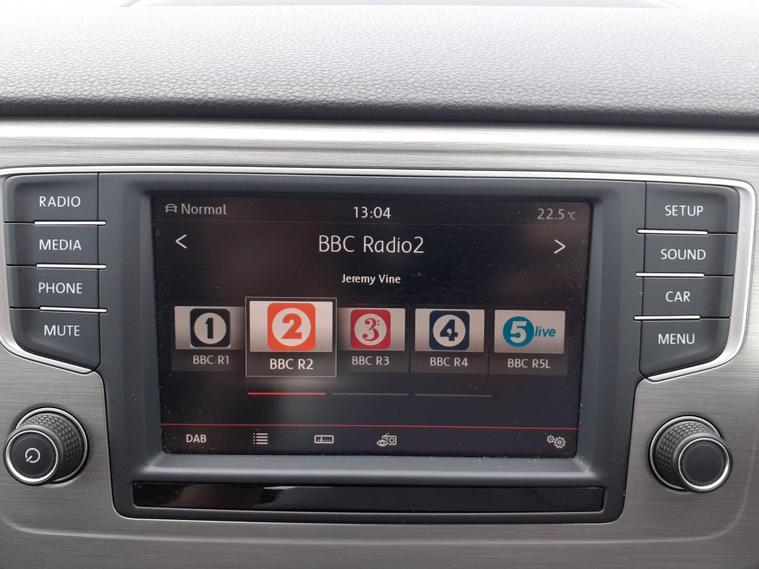 RADIO
MEDIA
PHONE
MUTE
Normal 13:04 22.5 °C
< BBC Radio2 >
Jeremy Vine
1 2 3 4 5 live
BBC R1 BBC R2 BBC R3 BBC R4 BBC R5L
DAB
SETUP
SOUND
CAR
MENU